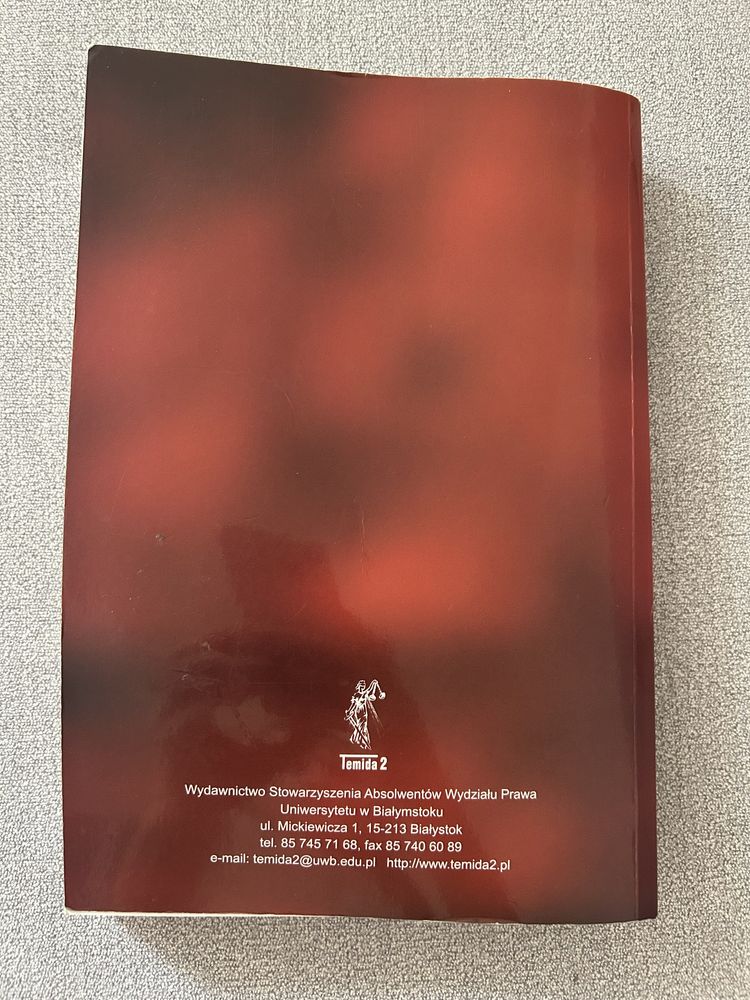 Temida 2
Wydawnictwo Stowarzyszenia Absolwentów Wydziału Prawa
Uniwersytetu w Białymstoku
ul. Mickiewicza 1, 15-213 Białystok
tel. 85 745 71 68, fax 85 740 60 89
e-mail: temida2@uwb.edu.pl http://www.temida2.pl